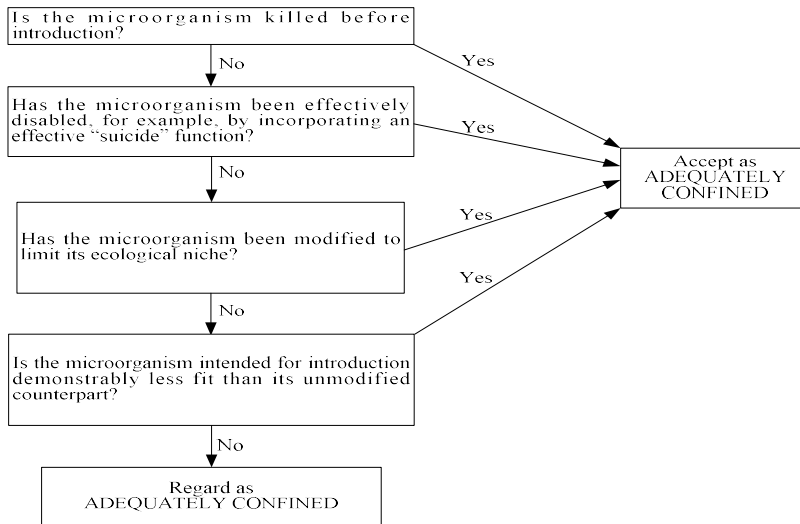 Is the microorganism killed before
introduction?
No
Yes
Has the microorganism been effectively
disabled, for example, by incorporating an
effective “suicide” function?
Yes
No
Accept as
ADEQUATELY
CONFINED
Has the microorganism been modified to
limit its ecological niche?
Yes
No
Yes
Is the microorganism intended for introduction
demonstrably less fit than its unmodified
counterpart?
No
Regard as
ADEQUATELY CONFINED